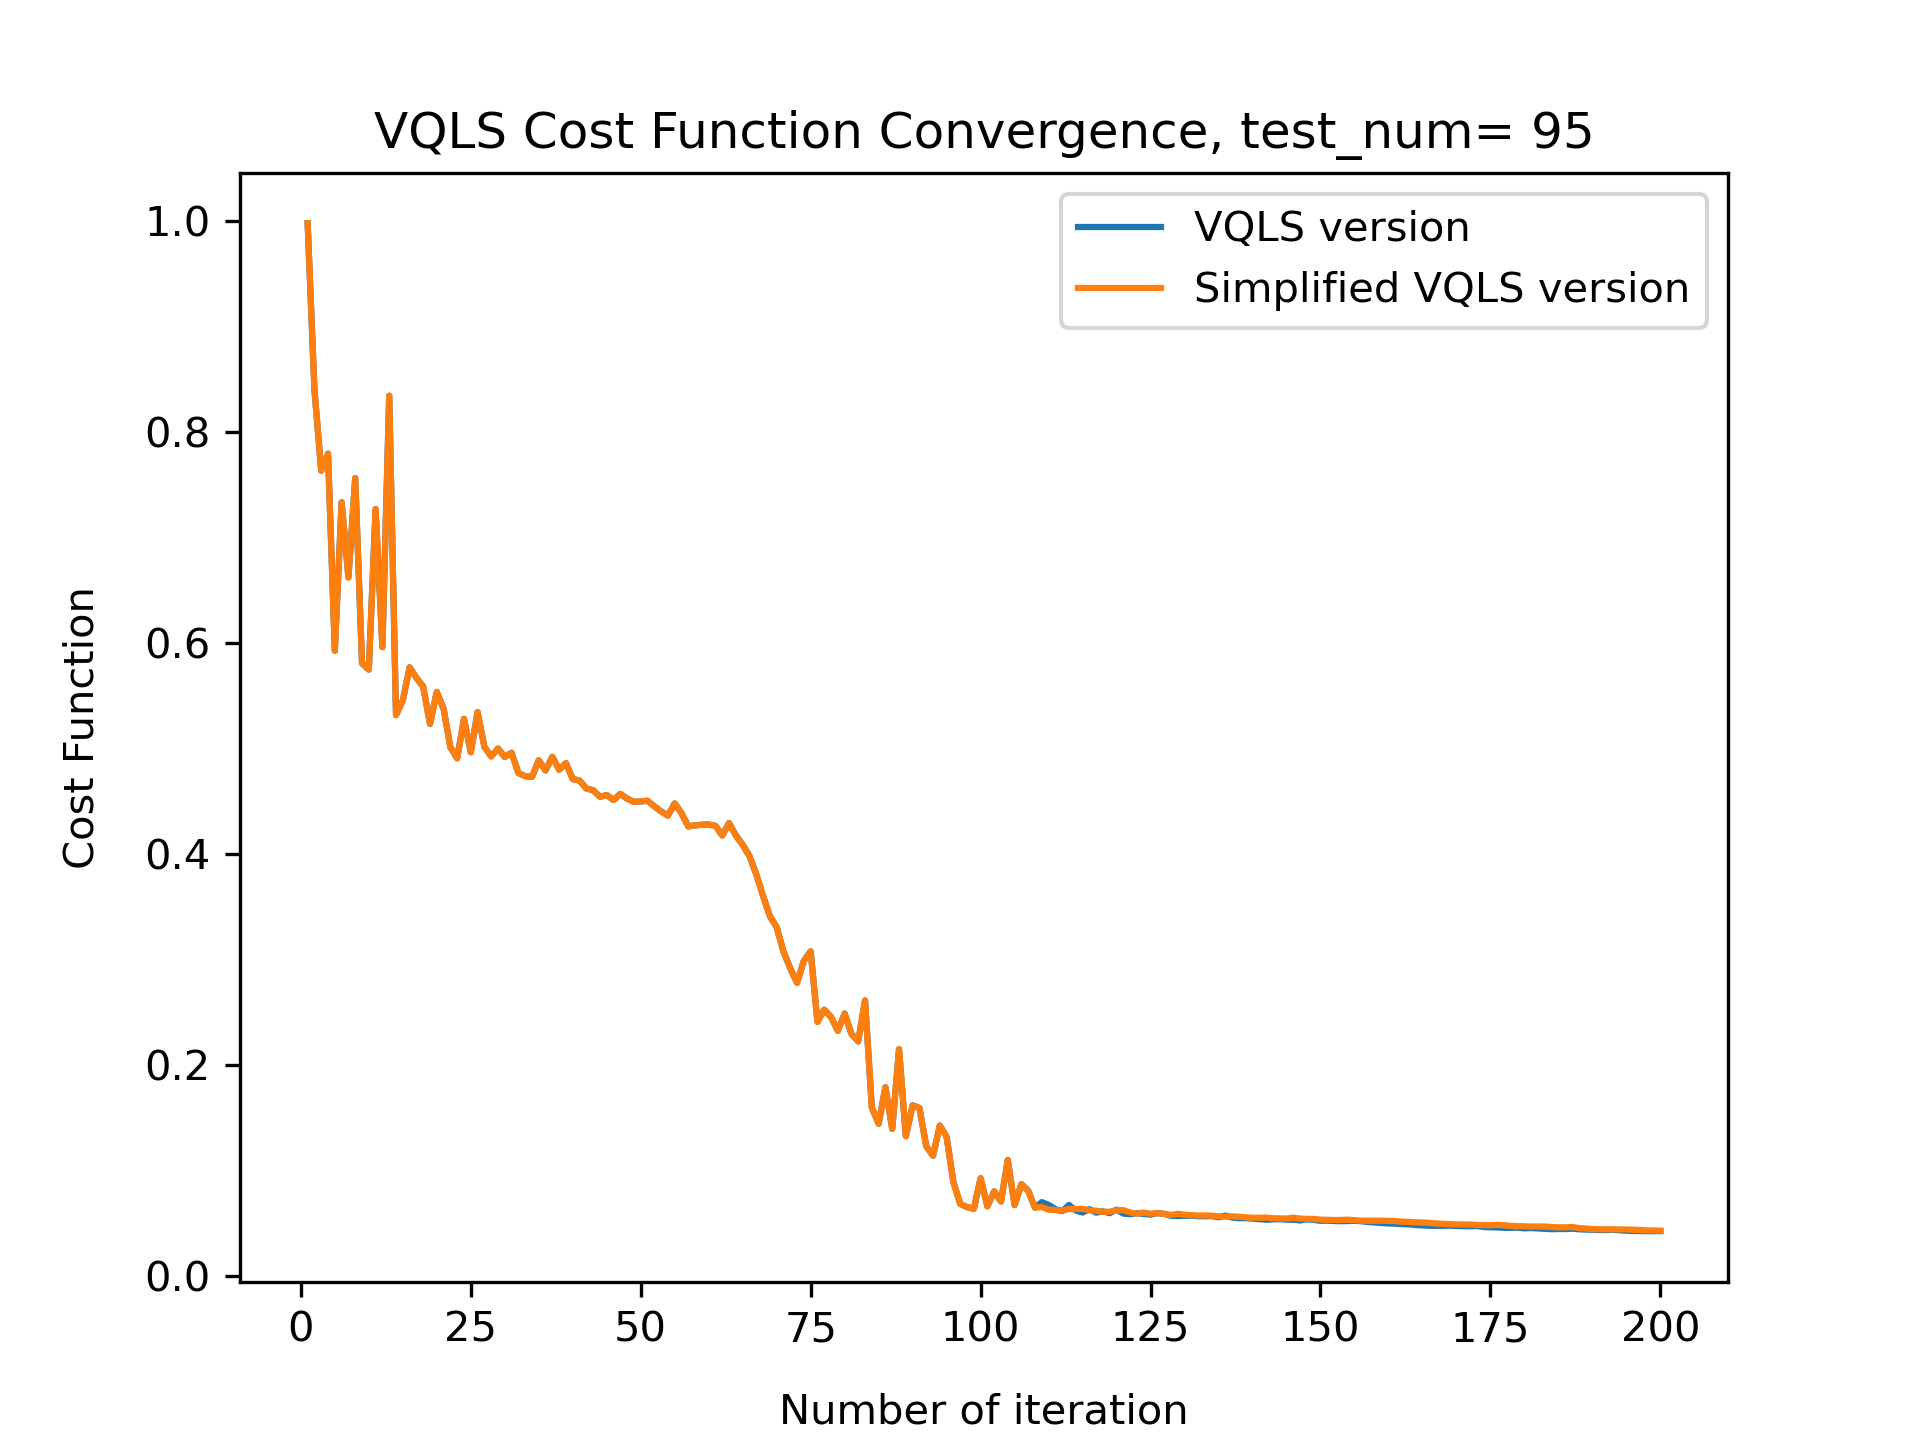 VQLS Cost Function Convergence, test_num= 95
VQLS version
Simplified VQLS version
1.0
0.8
0.6
0.4
0.2
0.0
Cost Function
0 25 50 75 100 125 150 175 200
Number of iteration